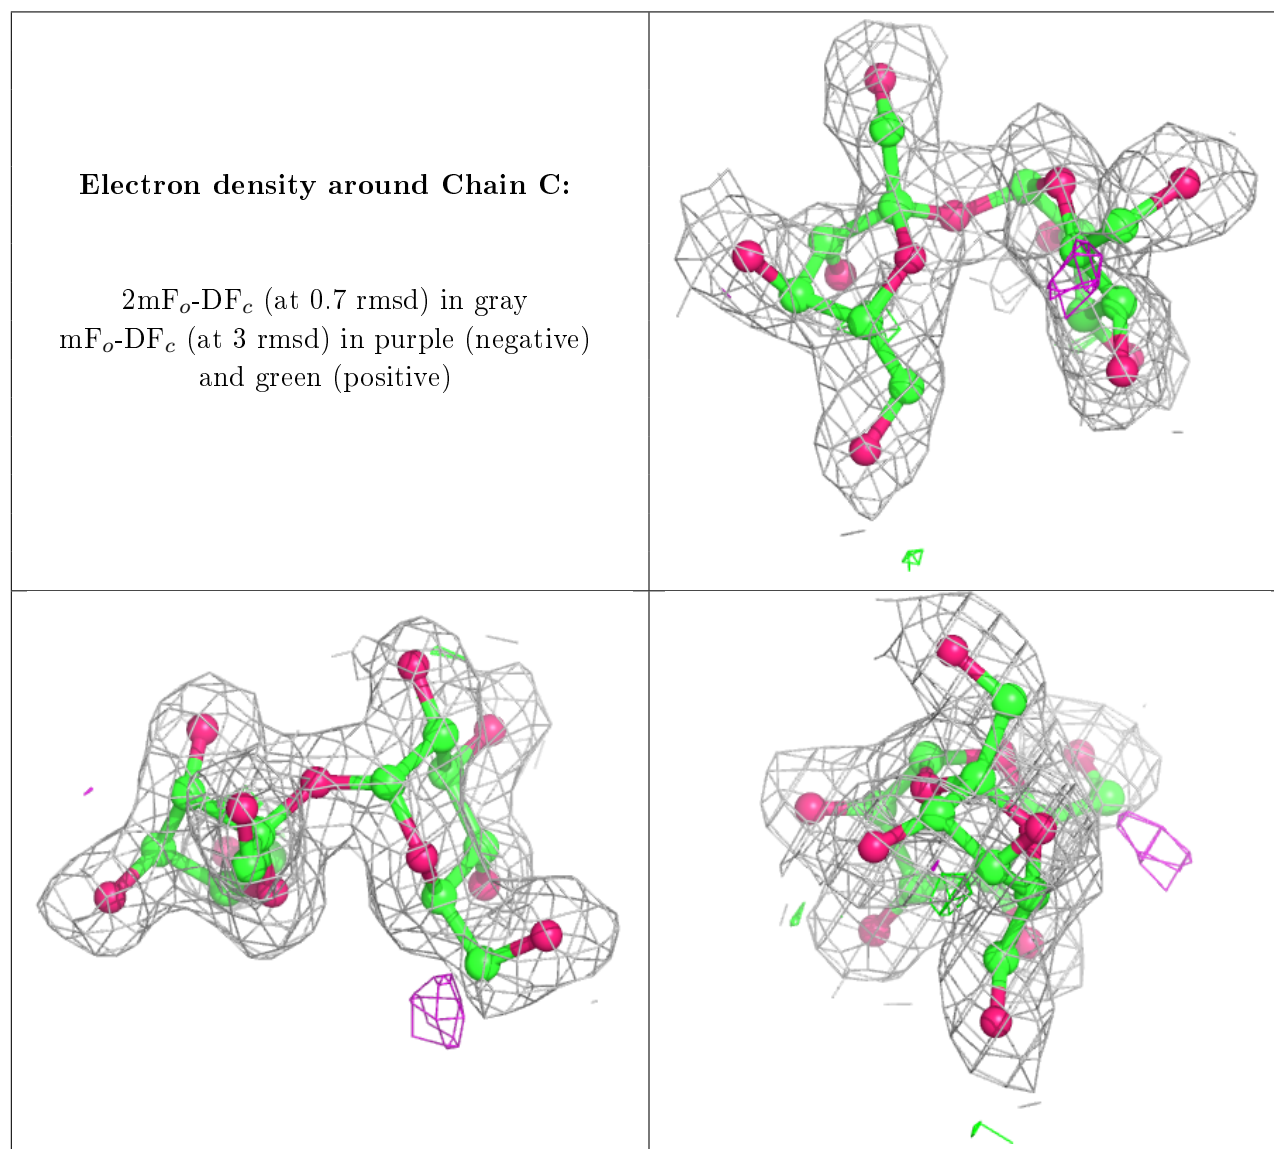 Electron density around Chain C:
2mFₒ-DF𝒸 (at 0.7 rmsd) in gray
mFₒ-DF𝒸 (at 3 rmsd) in purple (negative)
and green (positive)